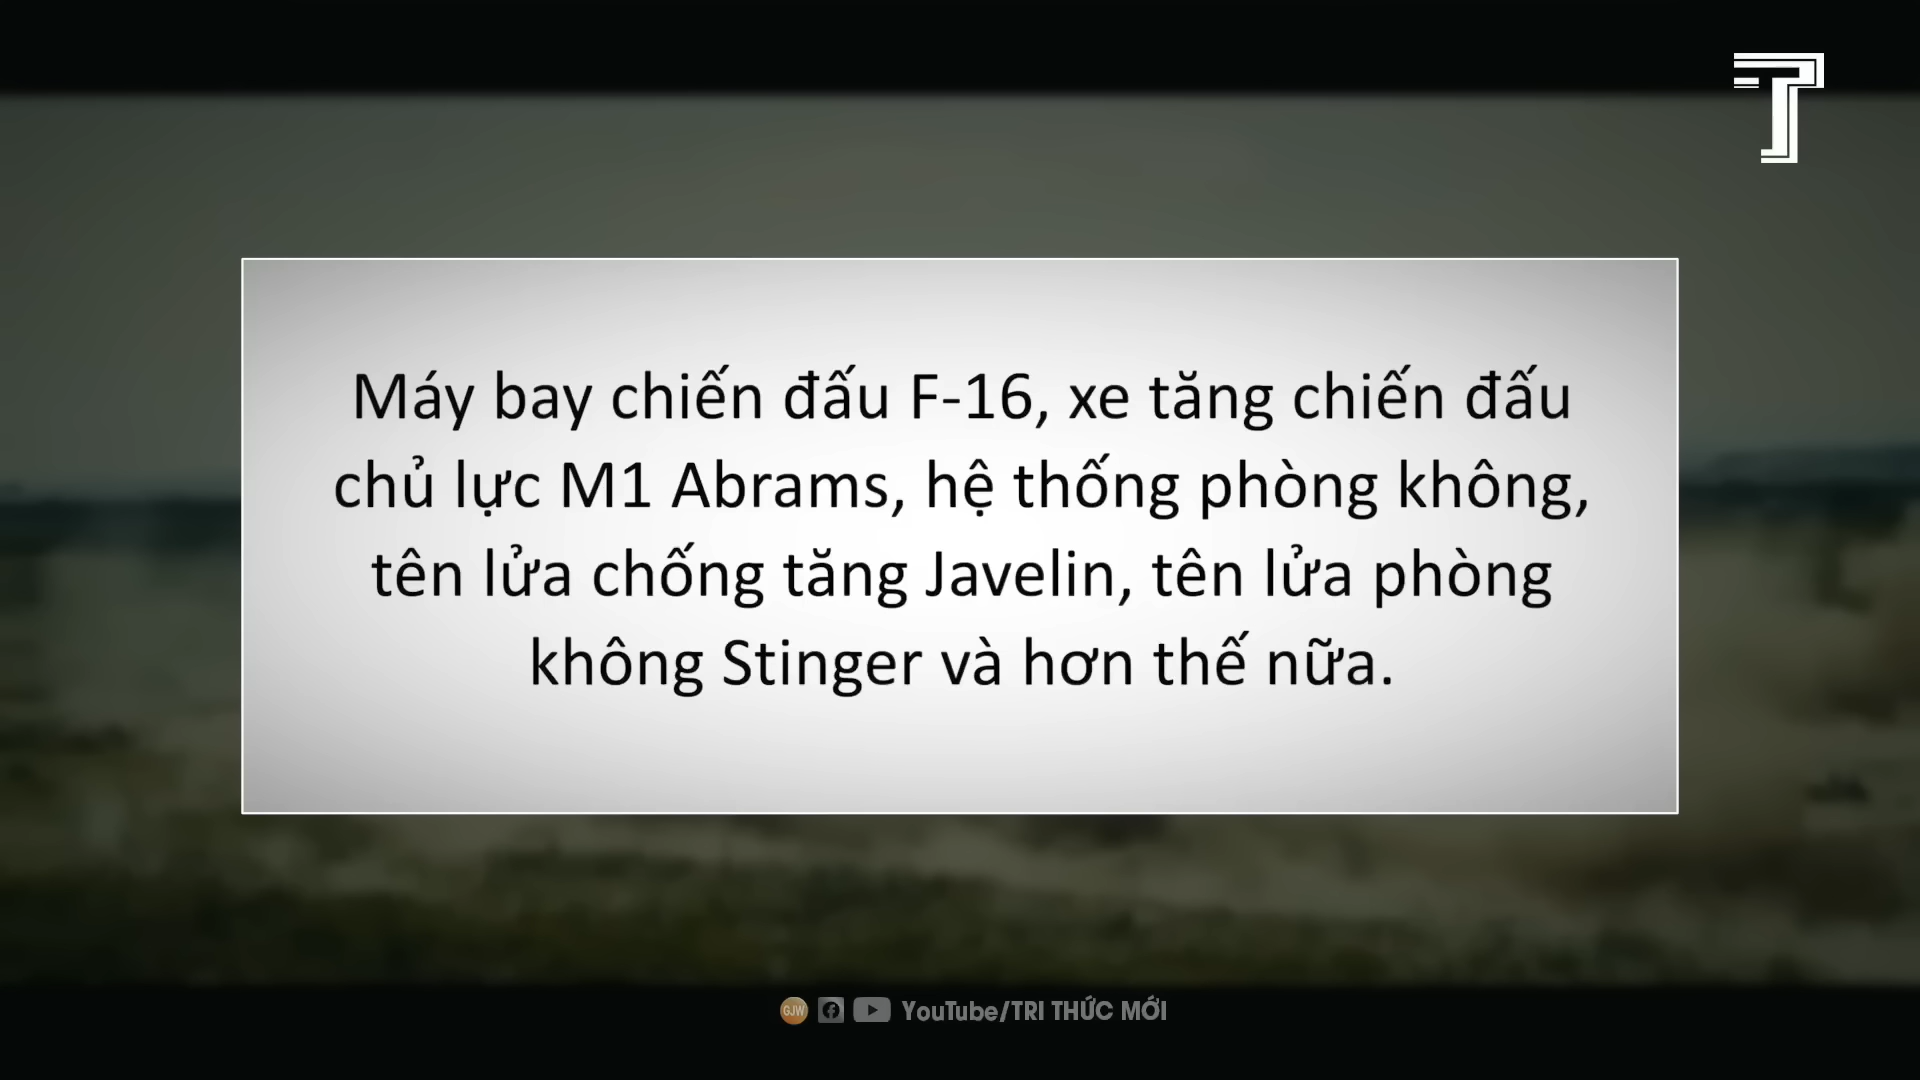 Máy bay chiến đấu F-16, xe tăng chiến đấu
chủ lực M1 Abrams, hệ thống phòng không,
tên lửa chống tăng Javelin, tên lửa phòng
không Stinger và hơn thế nữa.
GJW YouTube/TRI THỨC MỚI